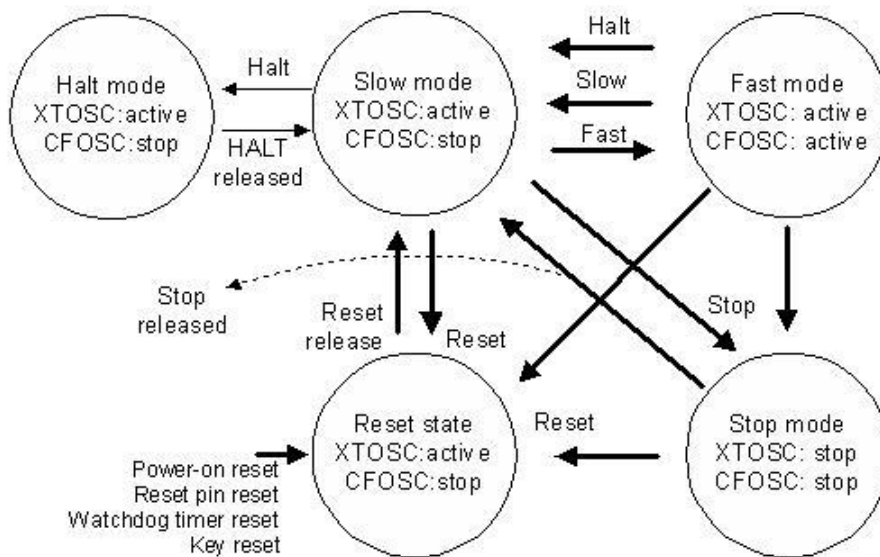 Halt mode
XTOSC:active
CFOSC:stop
Halt
HALT
released
Slow mode
XTOSC:active
CFOSC:stop
Halt
Slow
Fast
Fast mode
XTOSC: active
CFOSC: active
Stop
released
Reset
release
Reset
Stop
Reset state
XTOSC:active
CFOSC:stop
Reset
Stop mode
XTOSC: stop
CFOSC: stop
Power-on reset
Reset pin reset
Watchdog timer reset
Key reset